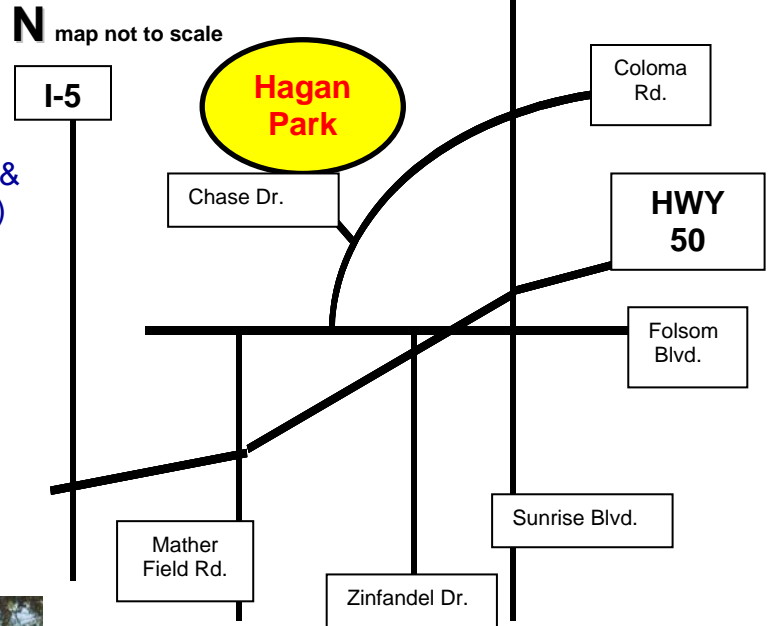 N map not to scale
I-5
Hagan
Park
Coloma
Rd.
&
)
Chase Dr.
HWY
50
Folsom
Blvd.
Sunrise Blvd.
Mather
Field Rd.
Zinfandel Dr.